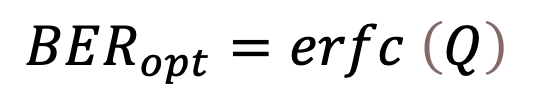 BER_opt = erfc (Q)